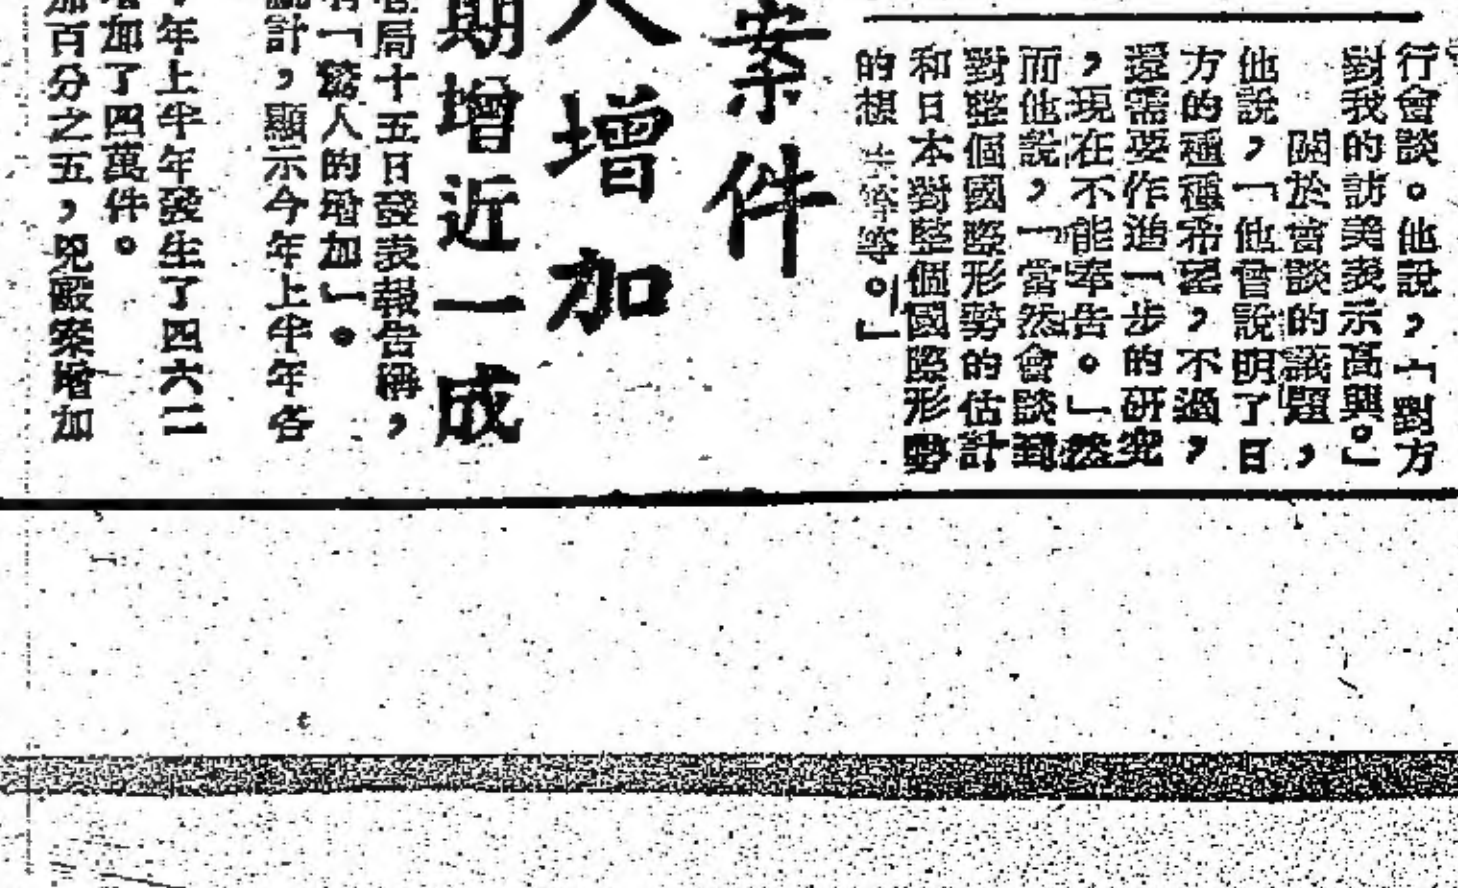 行會談。他說,「對方
對我的訪美表示高興。」
關於會談的議題,
他說,「他曾說明了日
方的種種希望,不過,
還需要作進一步的研究
,現在不能奉告。」然
而他說,「當然會談到
對整個國際形勢的估計
和日本對整個國際形勢
的想法等等。」
案件
人增加
期增近一成
局十五日發表報告稱,
「驚人的增加」。
計,顯示今年上半年各
年上半年發生了四六二
加了四萬件。
加百分之五,兇殺案增加